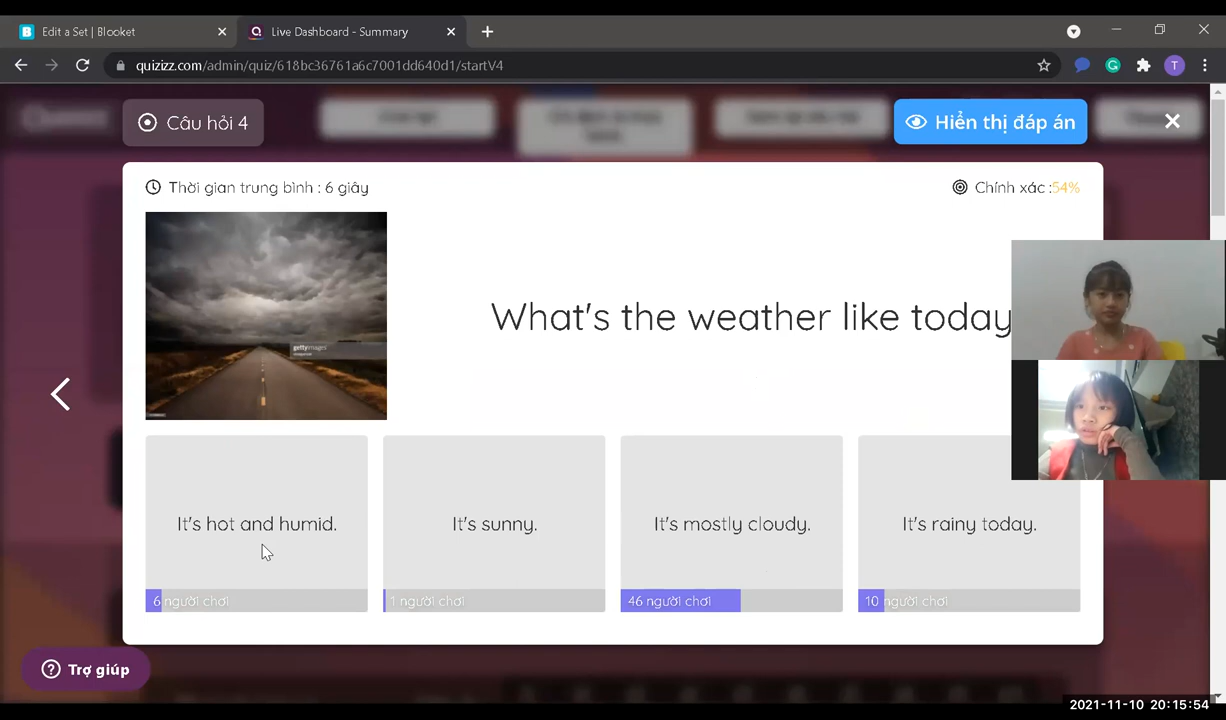 Edit a Set | Blooket
Live Dashboard - Summary
quizizz.com/admin/quiz/618bc36761a6c7001dd640d1/startV4
T
Câu hỏi 4
Hiển thị đáp án
Thời gian trung bình : 6 giây
Chính xác :54%
gettyimages
What's the weather like today
It's hot and humid.
It's sunny.
It's mostly cloudy.
It's rainy today.
6 người chơi
1 người chơi
46 người chơi
10 người chơi
Trợ giúp
2021-11-10 20:15:54